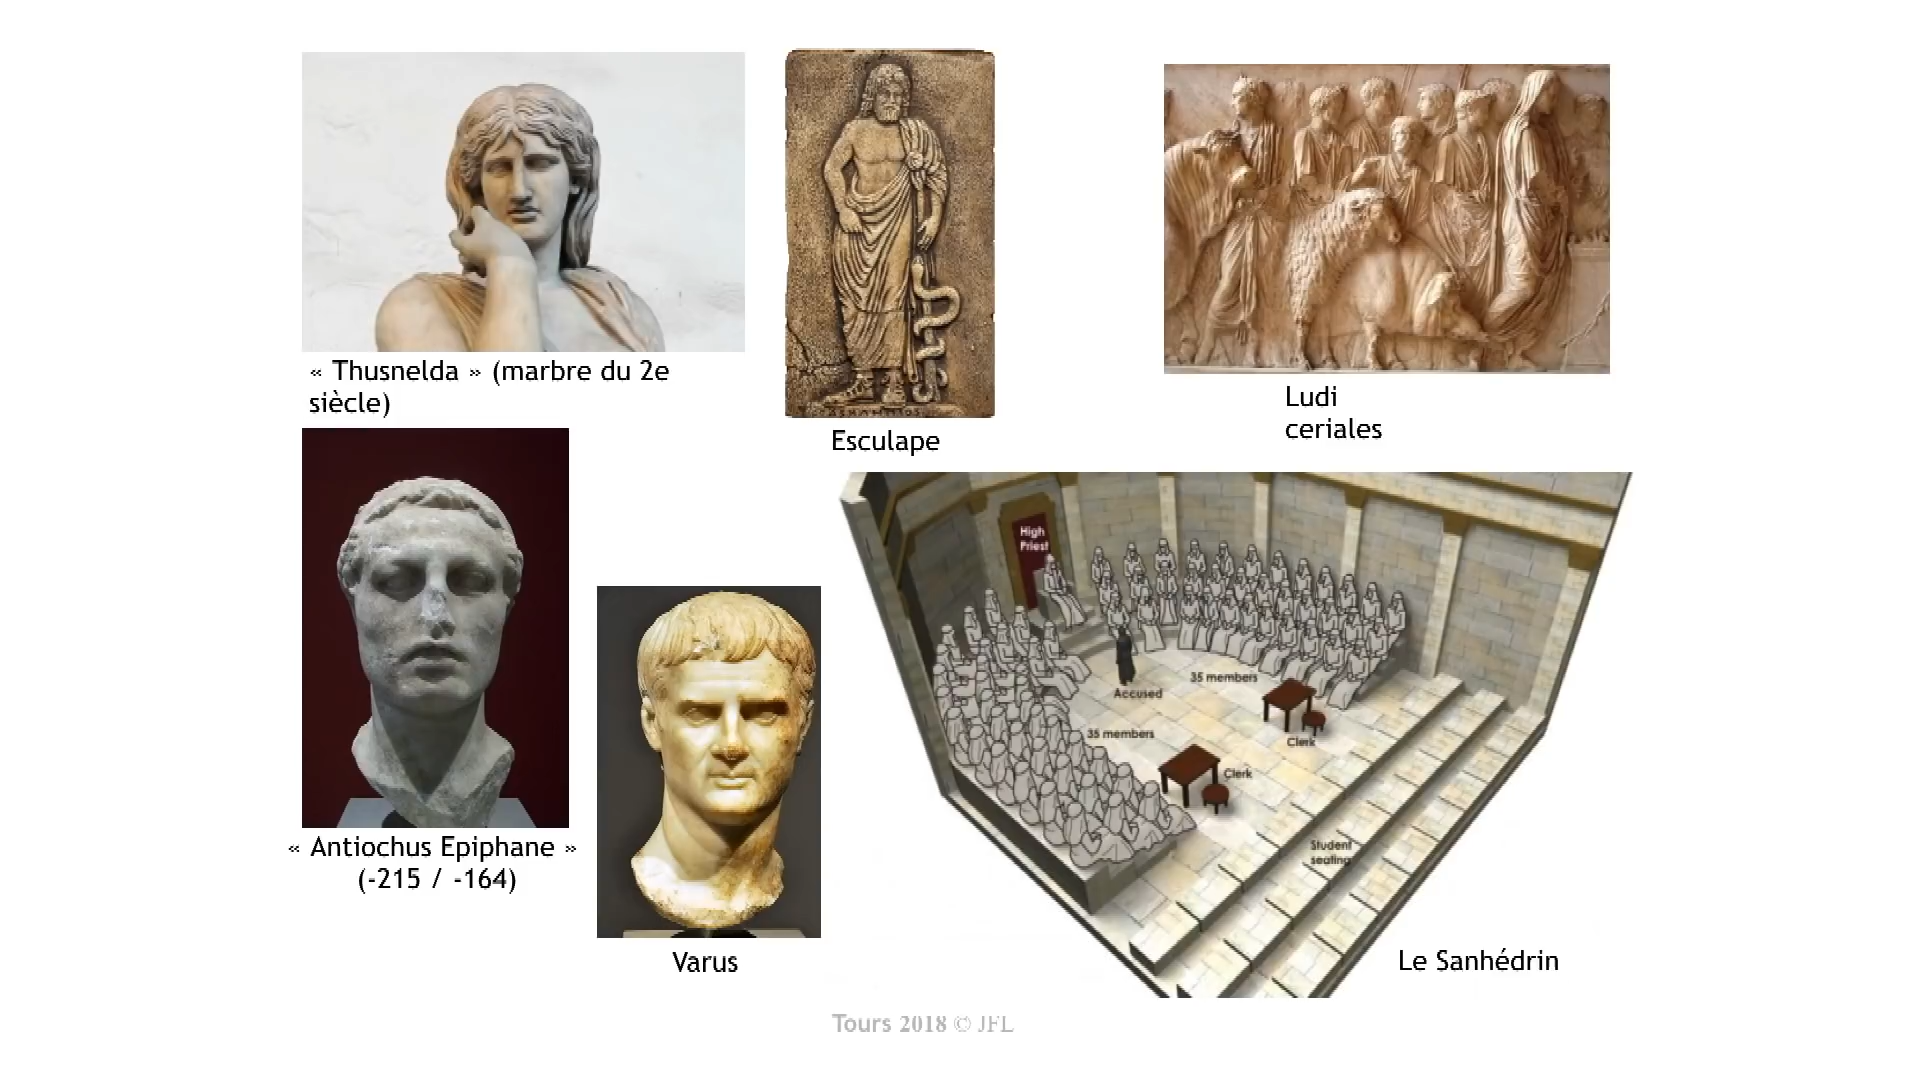 « Thusnelda » (marbre du 2e
siècle)
Esculape
Ludi
ceriales
« Antiochus Epiphane »
(-215 / -164)
Varus
High
Priest
Accused
35 members
Clerk
35 members
Clerk
Student
seating
Le Sanhédrin
Tours 2018 © JFL